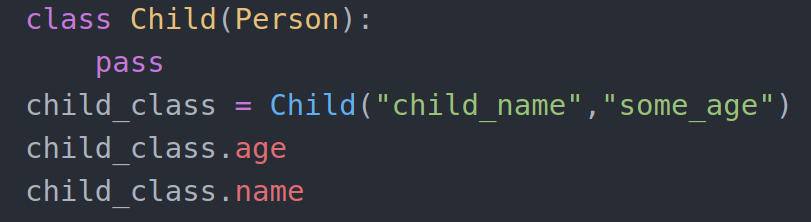 class Child(Person):
    pass
child_class = Child("child_name","some_age")
child_class.age
child_class.name